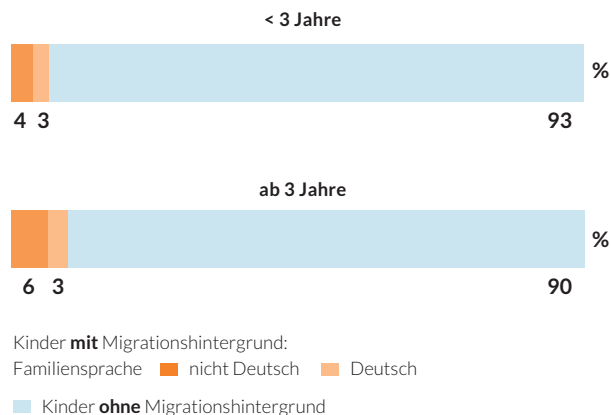 < 3 Jahre
%
4 3 93
ab 3 Jahre
%
6 3 90
Kinder mit Migrationshintergrund:
Familiensprache nicht Deutsch Deutsch
Kinder ohne Migrationshintergrund